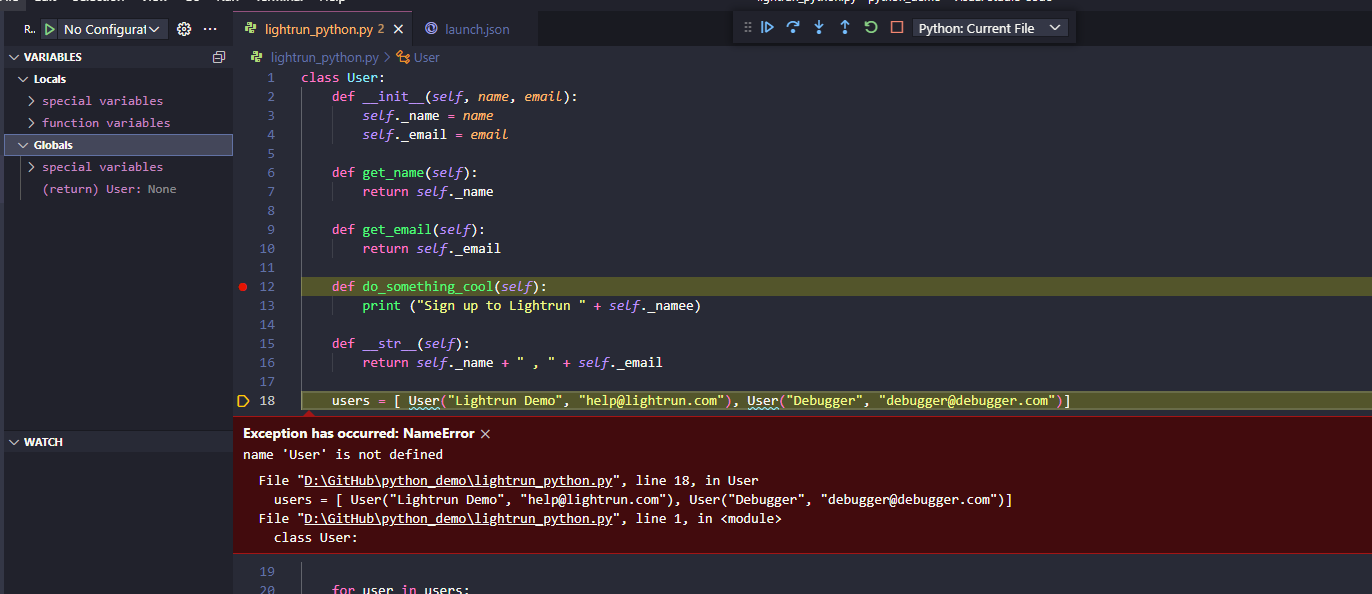 lightrun_python.py - python_demo - Visual Studio Code
R.. No Configurat
lightrun_python.py 2
launch.json
Python: Current File
VARIABLES
Locals
special variables
function variables
Globals
special variables
(return) User: None
WATCH
lightrun_python.py > User
1 class User:
2 def __init__(self, name, email):
3 self._name = name
4 self._email = email
5
6 def get_name(self):
7 return self._name
8
9 def get_email(self):
10 return self._email
11
12 def do_something_cool(self):
13 print ("Sign up to Lightrun " + self._namee)
14
15 def __str__(self):
16 return self._name + " , " + self._email
17
18 users = [ User("Lightrun Demo", "help@lightrun.com"), User("Debugger", "debugger@debugger.com")]
Exception has occurred: NameError
name 'User' is not defined
File "D:\GitHub\python_demo\lightrun_python.py", line 18, in User
users = [ User("Lightrun Demo", "help@lightrun.com"), User("Debugger", "debugger@debugger.com")]
File "D:\GitHub\python_demo\lightrun_python.py", line 1, in <module>
class User:
19
20 for user in users: